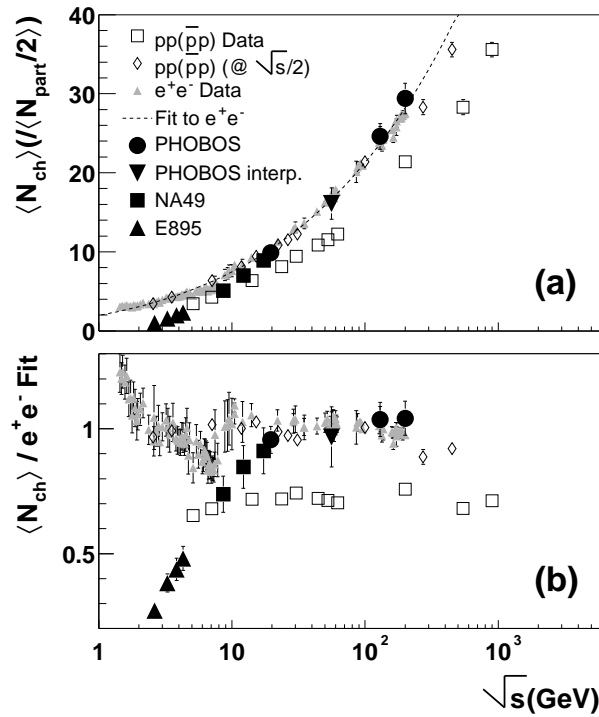 ⟨N_ch⟩(/⟨N_part/2⟩)
40
30
20
10
0
pp(p̅p) Data
pp(p̅p) (@ √s/2)
e⁺e⁻ Data
Fit to e⁺e⁻
PHOBOS
PHOBOS interp.
NA49
E895
(a)
⟨N_ch⟩ / e⁺e⁻ Fit
1
0.5
(b)
1 10 10² 10³
√s(GeV)